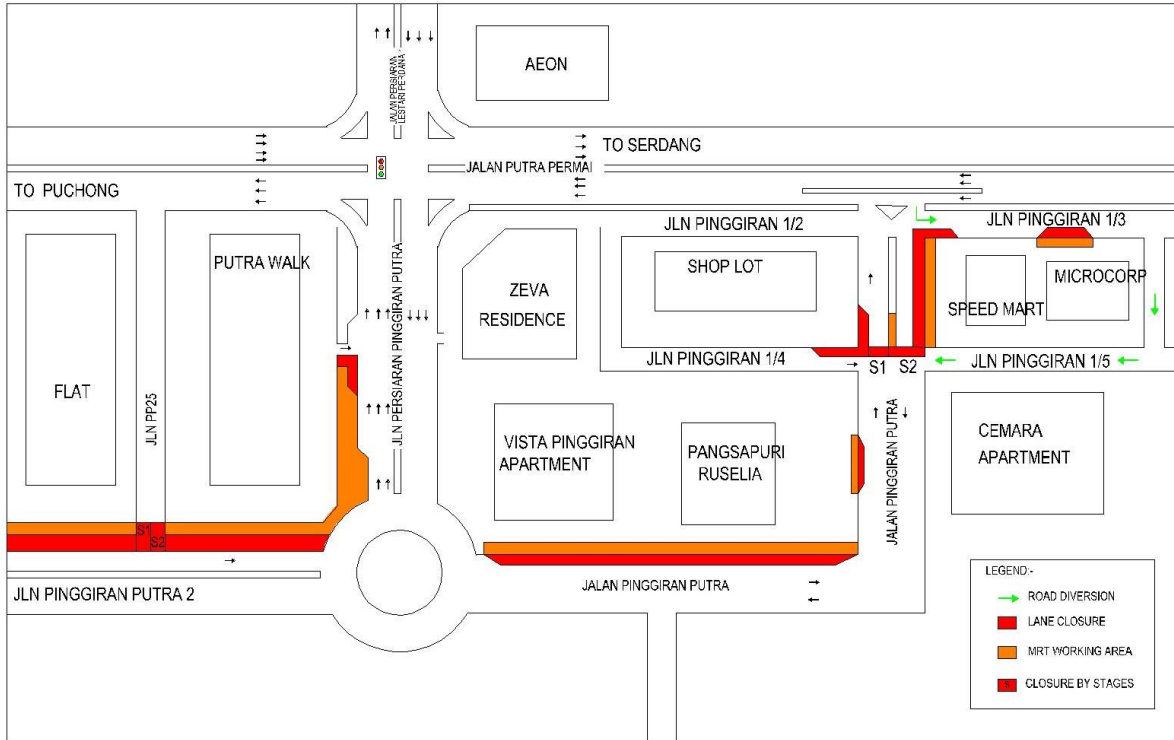 JALAN PERSIARAN
LESTARI PERDANA
AEON
TO SERDANG
JALAN PUTRA PERMAI
TO PUCHONG
JLN PINGGIRAN 1/2
JLN PINGGIRAN 1/3
PUTRA WALK
SHOP LOT
MICROCORP
SPEED MART
ZEVA
RESIDENCE
JLN PERSIARAN PINGGIRAN PUTRA
JLN PINGGIRAN 1/4
S1
S2
JLN PINGGIRAN 1/5
FLAT
JLN PP25
VISTA PINGGIRAN
APARTMENT
PANGSAPURI
RUSELIA
JALAN PINGGIRAN PUTRA
CEMARA
APARTMENT
S1
S2
JLN PINGGIRAN PUTRA 2
JALAN PINGGIRAN PUTRA
LEGEND:-
ROAD DIVERSION
LANE CLOSURE
MRT WORKING AREA
S CLOSURE BY STAGES